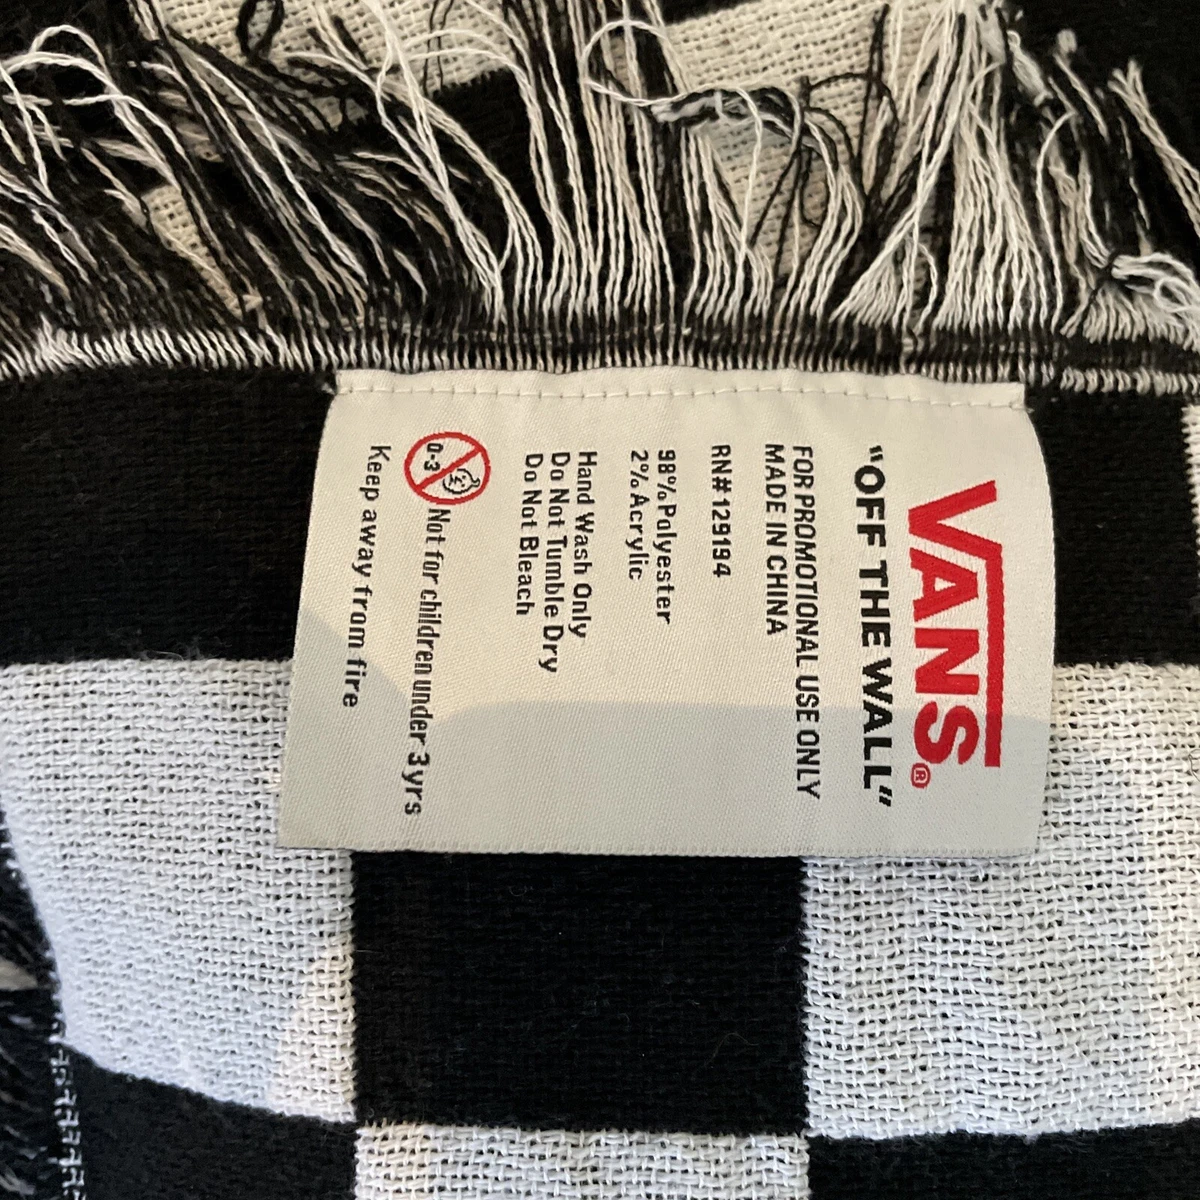 VANS®
"OFF THE WALL"
FOR PROMOTIONAL USE ONLY
MADE IN CHINA
RN# 129194
98% Polyester
2% Acrylic
Hand Wash Only
Do Not Tumble Dry
Do Not Bleach
0-3 Not for children under 3 yrs
Keep away from fire